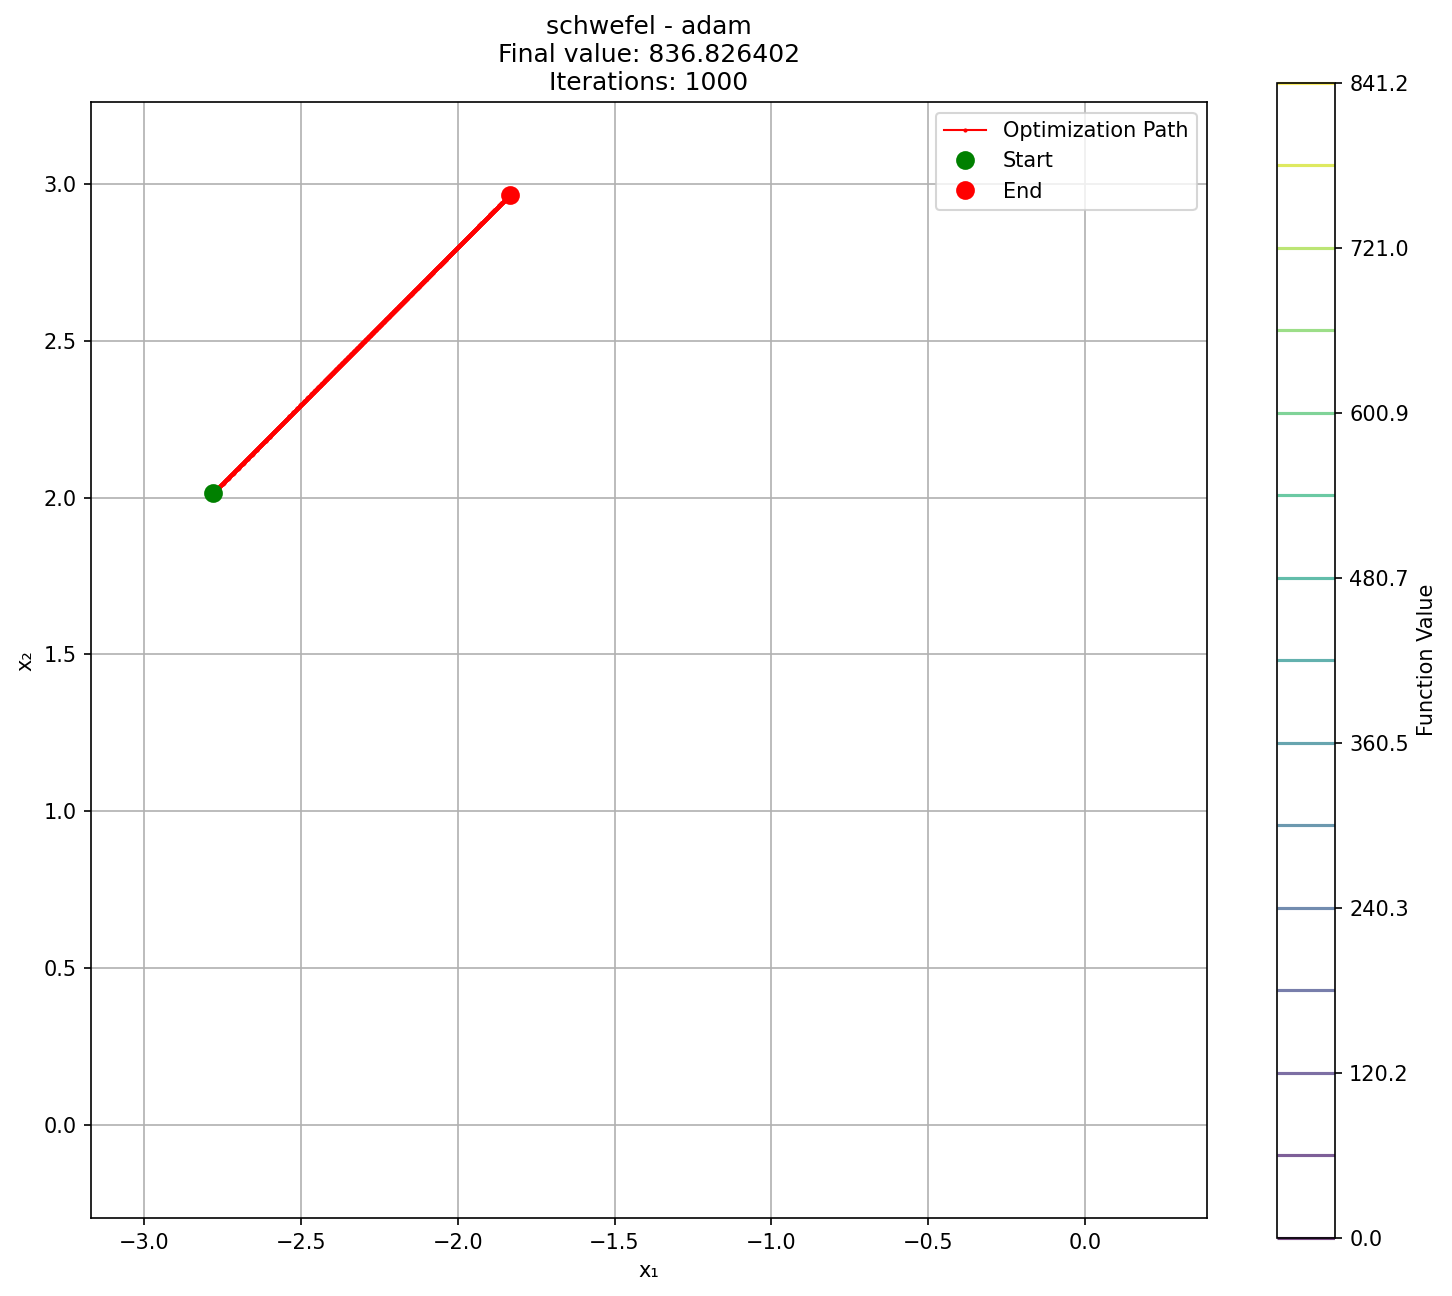 schwefel - adam
Final value: 836.826402
Iterations: 1000
Optimization Path
Start
End
3.0
2.5
2.0
1.5
1.0
0.5
0.0
x₂
−3.0
−2.5
−2.0
−1.5
−1.0
−0.5
0.0
x₁
841.2
721.0
600.9
480.7
360.5
240.3
120.2
0.0
Function Value